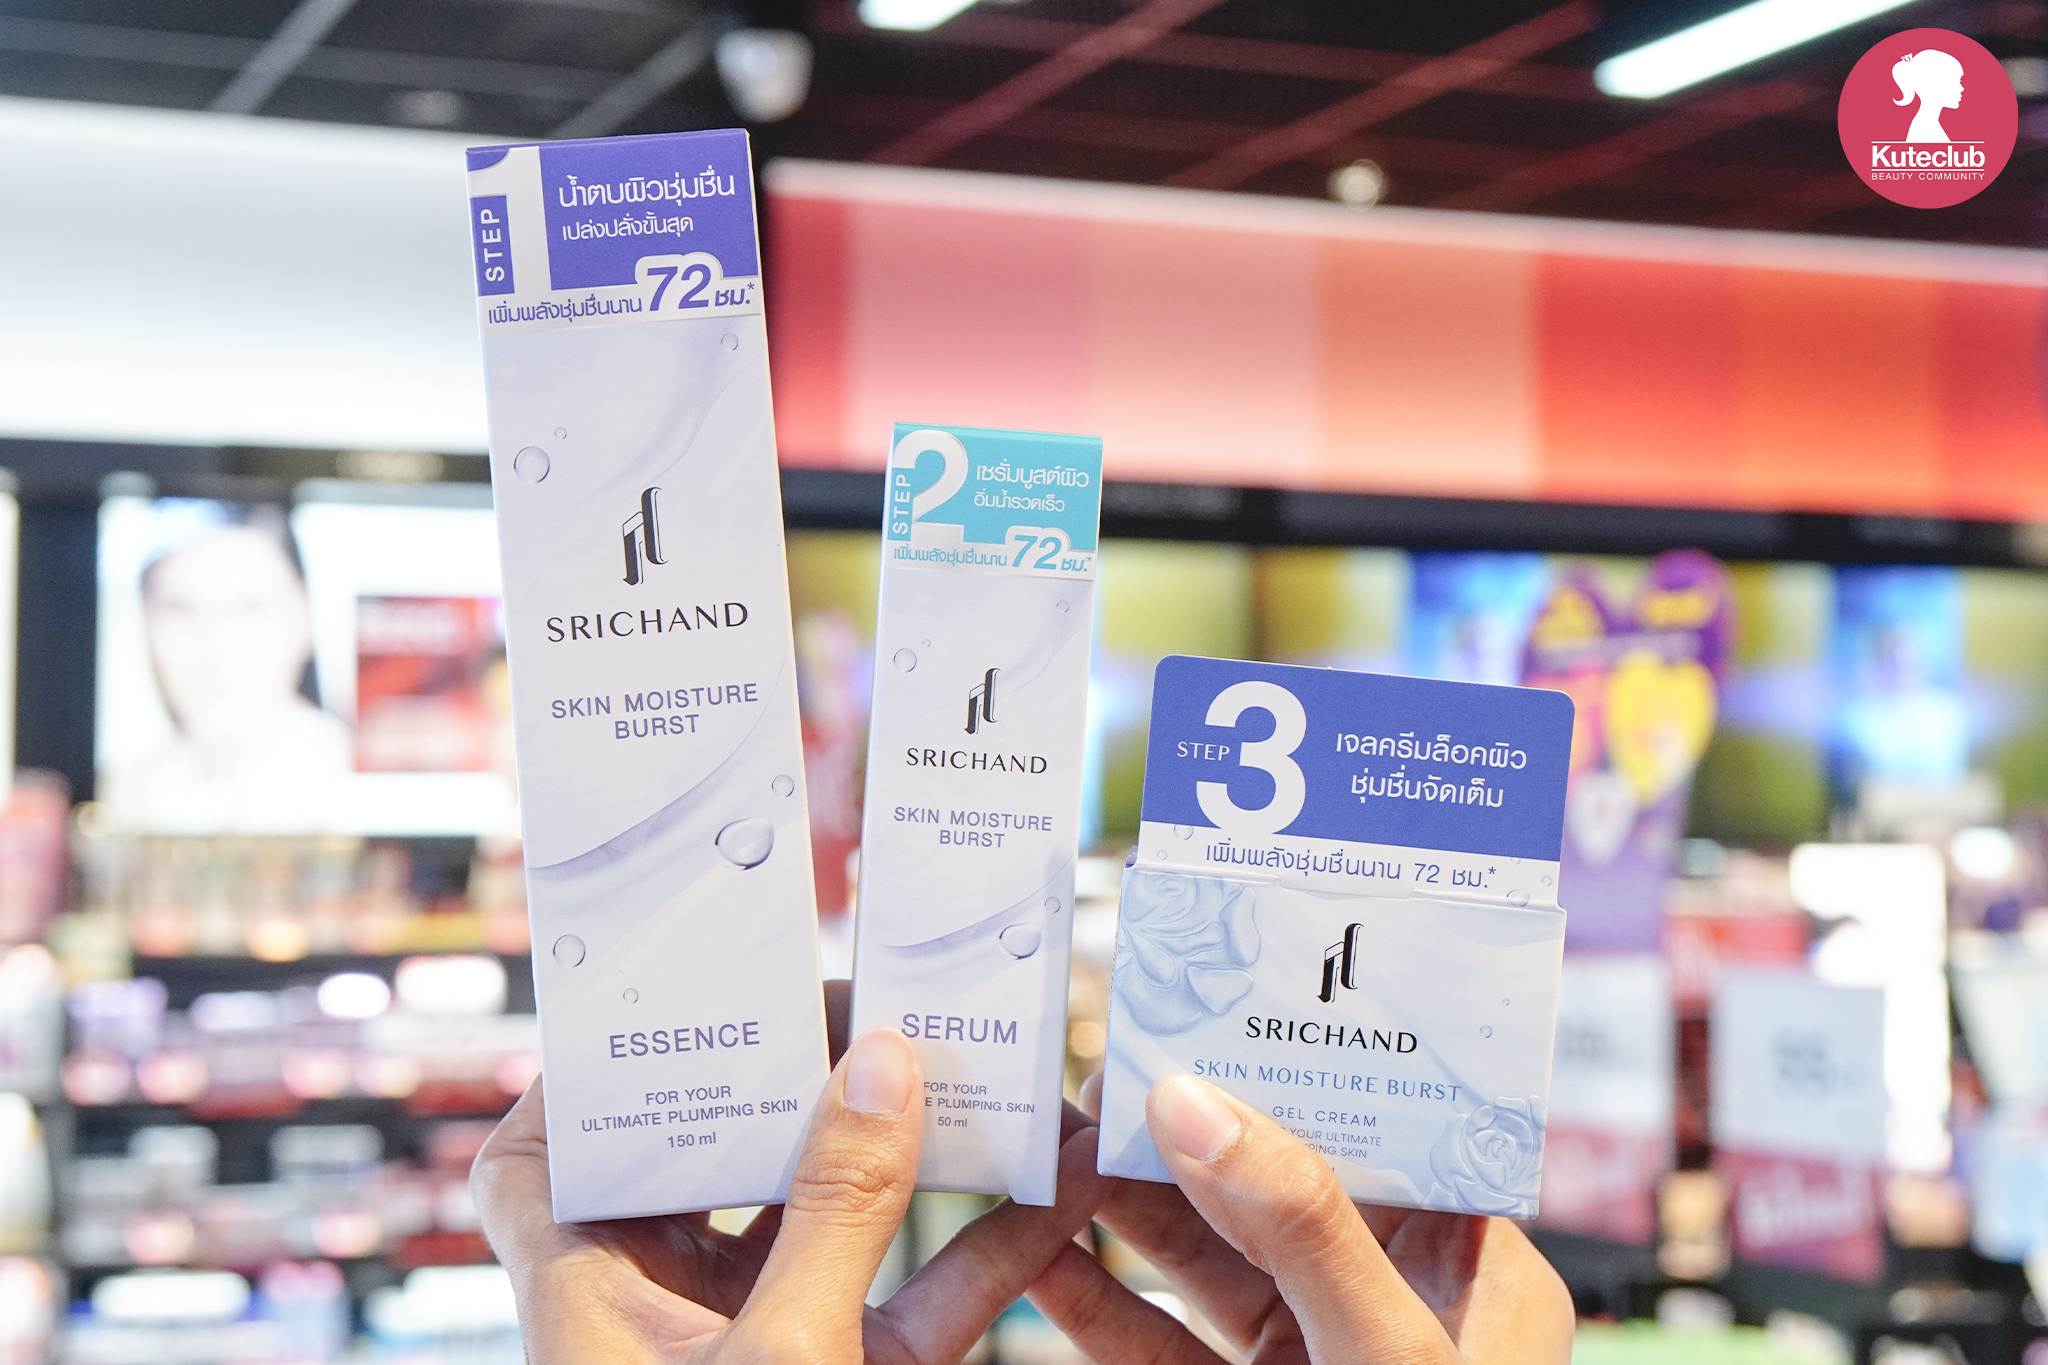 Kuteclub
BEAUTY COMMUNITY
STEP 1
น้ำตบผิวชุ่มชื่น
เปล่งปลั่งขั้นสุด
เพิ่มพลังชุ่มชื่นนาน 72 ชม.*
SRICHAND
SKIN MOISTURE
BURST
ESSENCE
FOR YOUR
ULTIMATE PLUMPING SKIN
150 ml
STEP 2
เซรั่มบูสต์ผิว
อิ่มน้ำรวดเร็ว
เพิ่มพลังชุ่มชื่นนาน 72 ชม.*
SRICHAND
SKIN MOISTURE
BURST
SERUM
FOR YOUR
PLUMPING SKIN
50 ml
STEP 3
เจลครีมล็อคผิว
ชุ่มชื่นจัดเต็ม
เพิ่มพลังชุ่มชื่นนาน 72 ชม.*
SRICHAND
SKIN MOISTURE BURST
GEL CREAM
YOUR ULTIMATE
SKIN